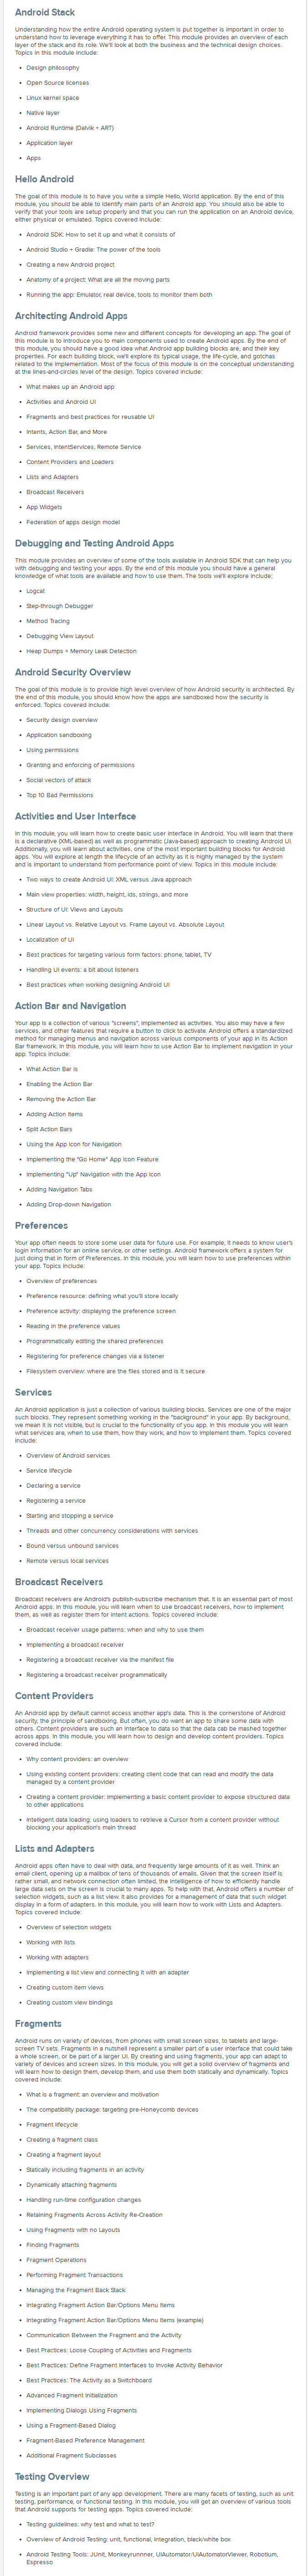 Android Stack
Understanding how the entire Android operating system is put together is important in order to
understand how to leverage everything it has to offer. This module provides an overview of each
layer of the stack and its role. We'll look at both the business and the technical design choices.
Topics in this module include:
• Design philosophy
• Open Source licenses
• Linux kernel space
• Native layer
• Android Runtime (Dalvik + ART)
• Application layer
• Apps
Hello Android
The goal of this module is to have you write a simple Hello, World application. By the end of this
module, you should be able to identify main parts of an Android app. You should also be able to
verify that your tools are setup properly and that you can run the application on an Android device,
either physical or emulated. Topics covered include:
• Android SDK: How to set it up and what it consists of
• Android Studio + Gradle: The power of the tools
• Creating a new Android project
• Anatomy of a project: What are all the moving parts
• Running the app: Emulator, real device, tools to monitor them both
Architecting Android Apps
Android framework provides some new and different concepts for developing an app. The goal of
this module is to introduce you to main components used to create Android apps. By the end of
this module, you should have a good idea what Android app building blocks are, and their key
properties. For each building block, we'll explore its typical usage, the life-cycle, and gotchas
related to the implementation. Most of the focus of this module is on the conceptual understanding
at the lines-and-circles level of the design. Topics covered include:
• What makes up an Android app
• Activities and Android UI
• Fragments and best practices for reusable UI
• Intents, Action Bar, and More
• Services, IntentServices, Remote Service
• Content Providers and Loaders
• Lists and Adapters
• Broadcast Receivers
• App Widgets
• Federation of apps design model
Debugging and Testing Android Apps
This module provides an overview of some of the tools available in Android SDK that can help you
with debugging and testing your apps. By the end of this module you should have a general
knowledge of what tools are available and how to use them. The tools we'll explore include:
• Logcat
• Step-through Debugger
• Method Tracing
• Debugging View Layout
• Heap Dumps + Memory Leak Detection
Android Security Overview
The goal of this module is to provide high level overview of how Android security is architected. By
the end of this module, you should know how the apps are sandboxed how the security is
enforced. Topics covered include:
• Security design overview
• Application sandboxing
• Using permissions
• Granting and enforcing of permissions
• Social vectors of attack
• Top 10 Bad Permissions
Activities and User Interface
In this module, you will learn how to create basic user interface in Android. You will learn that there
is a declarative (XML-based) as well as programmatic (Java-based) approach to creating Android UI.
Additionally, you will learn about activities, one of the most important building blocks for Android
apps. You will explore at length the lifecycle of an activity as it is highly managed by the system
and is important to understand from performance point of view. Topics in this module include:
• Two ways to create Android UI: XML versus Java approach
• Main view properties: width, height, ids, strings, and more
• Structure of UI: Views and Layouts
• Linear Layout vs. Relative Layout vs. Frame Layout vs. Absolute Layout
• Localization of UI
• Best practices for targeting various form factors: phone, tablet, TV
• Handling UI events: a bit about listeners
• Best practices when working designing Android UI
Action Bar and Navigation
Your app is a collection of various "screens", implemented as activities. You also may have a few
services, and other features that require a button to click to activate. Android offers a standardized
method for managing menus and navigation across various components of your app in its Action
Bar framework. In this module, you will learn how to use Action Bar to implement navigation in your
app. Topics include:
• What Action Bar is
• Enabling the Action Bar
• Removing the Action Bar
• Adding Action Items
• Split Action Bars
• Using the App Icon for Navigation
• Implementing the "Go Home" App Icon Feature
• Implementing "Up" Navigation with the App Icon
• Adding Navigation Tabs
• Adding Drop-down Navigation
Preferences
Your app often needs to store some user data for future use. For example, it needs to know user's
login information for an online service, or other settings. Android framework offers a system for
just doing that in form of Preferences. In this module, you will learn how to use preferences within
your app. Topics include:
• Overview of preferences
• Preference resource: defining what you'll store locally
• Preference activity: displaying the preference screen
• Reading in the preference values
• Programmatically editing the shared preferences
• Registering for preference changes via a listener
• Filesystem overview: where are the files stored and is it secure
Services
An Android application is just a collection of various building blocks. Services are one of the major
such blocks. They represent something working in the "background" in your app. By background,
we mean it is not visible, but is crucial to the functionality of you app. In this module you will learn
what services are, when to use them, how they work, and how to implement them. Topics covered
include:
• Overview of Android services
• Service lifecycle
• Declaring a service
• Registering a service
• Starting and stopping a service
• Threads and other concurrency considerations with services
• Bound versus unbound services
• Remote versus local services
Broadcast Receivers
Broadcast receivers are Android's publish-subscribe mechanism that. It is an essential part of most
Android apps. In this module, you will learn when to use broadcast receivers, how to implement
them, as well as register them for intent actions. Topics covered include:
• Broadcast receiver usage patterns: when and why to use them
• Implementing a broadcast receiver
• Registering a broadcast receiver via the manifest file
• Registering a broadcast receiver programmatically
Content Providers
An Android app by default cannot access another app's data. This is the cornerstone of Android
security, the principle of sandboxing. But often, you do want an app to share some data with
others. Content providers are such an interface to data so that the data cab be mashed together
across apps. In this module, you will learn how to design and develop content providers. Topics
covered include:
• Why content providers: an overview
• Using existing content providers: creating client code that can read and modify the data
managed by a content provider
• Creating a content provider: implementing a basic content provider to expose structured data
to other applications
• Intelligent data loading: using loaders to retrieve a Cursor from a content provider without
blocking your application's main thread
Lists and Adapters
Android apps often have to deal with data, and frequently large amounts of it as well. Think an
email client, opening up a mailbox of tens of thousands of emails. Given that the screen itself is
rather small, and network connection often limited, the intelligence of how to efficiently handle
large data sets on the screen is crucial to many apps. To help with that, Android offers a number of
selection widgets, such as a list view. it also provides for a management of data that such widget
display in a form of adapters. In this module, you will learn how to work with Lists and Adapters.
Topics covered include:
• Overview of selection widgets
• Working with lists
• Working with adapters
• Implementing a list view and connecting it with an adapter
• Creating custom item views
• Creating custom view bindings
Fragments
Android runs on variety of devices, from phones with small screen sizes, to tablets and large-
screen TV sets. Fragments in a nutshell represent a smaller part of a user interface that could take
a whole screen, or be part of a larger UI. By creating and using fragments, your app can adapt to
variety of devices and screen sizes. In this module, you will get a solid overview of fragments and
will learn how to design them, develop them, and use them both statically and dynamically. Topics
covered include:
• What is a fragment: an overview and motivation
• The compatibility package: targeting pre-Honeycomb devices
• Fragment lifecycle
• Creating a fragment class
• Creating a fragment layout
• Statically including fragments in an activity
• Dynamically attaching fragments
• Handling run-time configuration changes
• Retaining Fragments Across Activity Re-Creation
• Using Fragments with no Layouts
• Finding Fragments
• Fragment Operations
• Performing Fragment Transactions
• Managing the Fragment Back Stack
• Integrating Fragment Action Bar/Options Menu Items
• Integrating Fragment Action Bar/Options Menu Items (example)
• Communication Between the Fragment and the Activity
• Best Practices: Loose Coupling of Activities and Fragments
• Best Practices: Define Fragment Interfaces to Invoke Activity Behavior
• Best Practices: The Activity as a Switchboard
• Advanced Fragment Initialization
• Implementing Dialogs Using Fragments
• Using a Fragment-Based Dialog
• Fragment-Based Preference Management
• Additional Fragment Subclasses
Testing Overview
Testing is an important part of any app development. There are many facets of testing, such as unit
testing, performance, or functional testing. In this module, you will get an overview of various tools
that Android supports for testing apps. Topics covered include:
• Testing guidelines: why test and what to test?
• Overview of Android Testing: unit, functional, Integration, black/white box
• Android Testing Tools: JUnit, Monkeyrunnner, UiAutomator/UiAutomatorViewer, Robotium,
Espresso